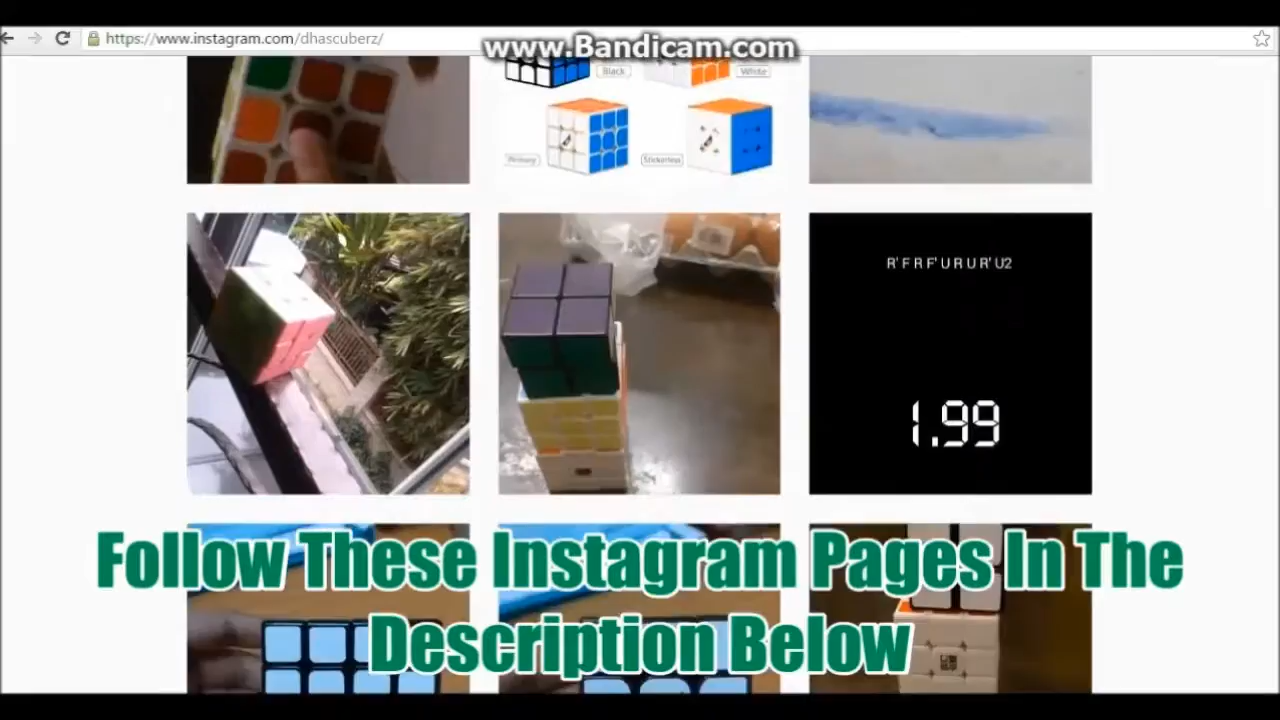 https://www.instagram.com/dhascuberz/
www.Bandicam.com
Black
White
Primary
Stickerless
R' F R F' U R U R' U2
1.99
Follow These Instagram Pages In The
Description Below